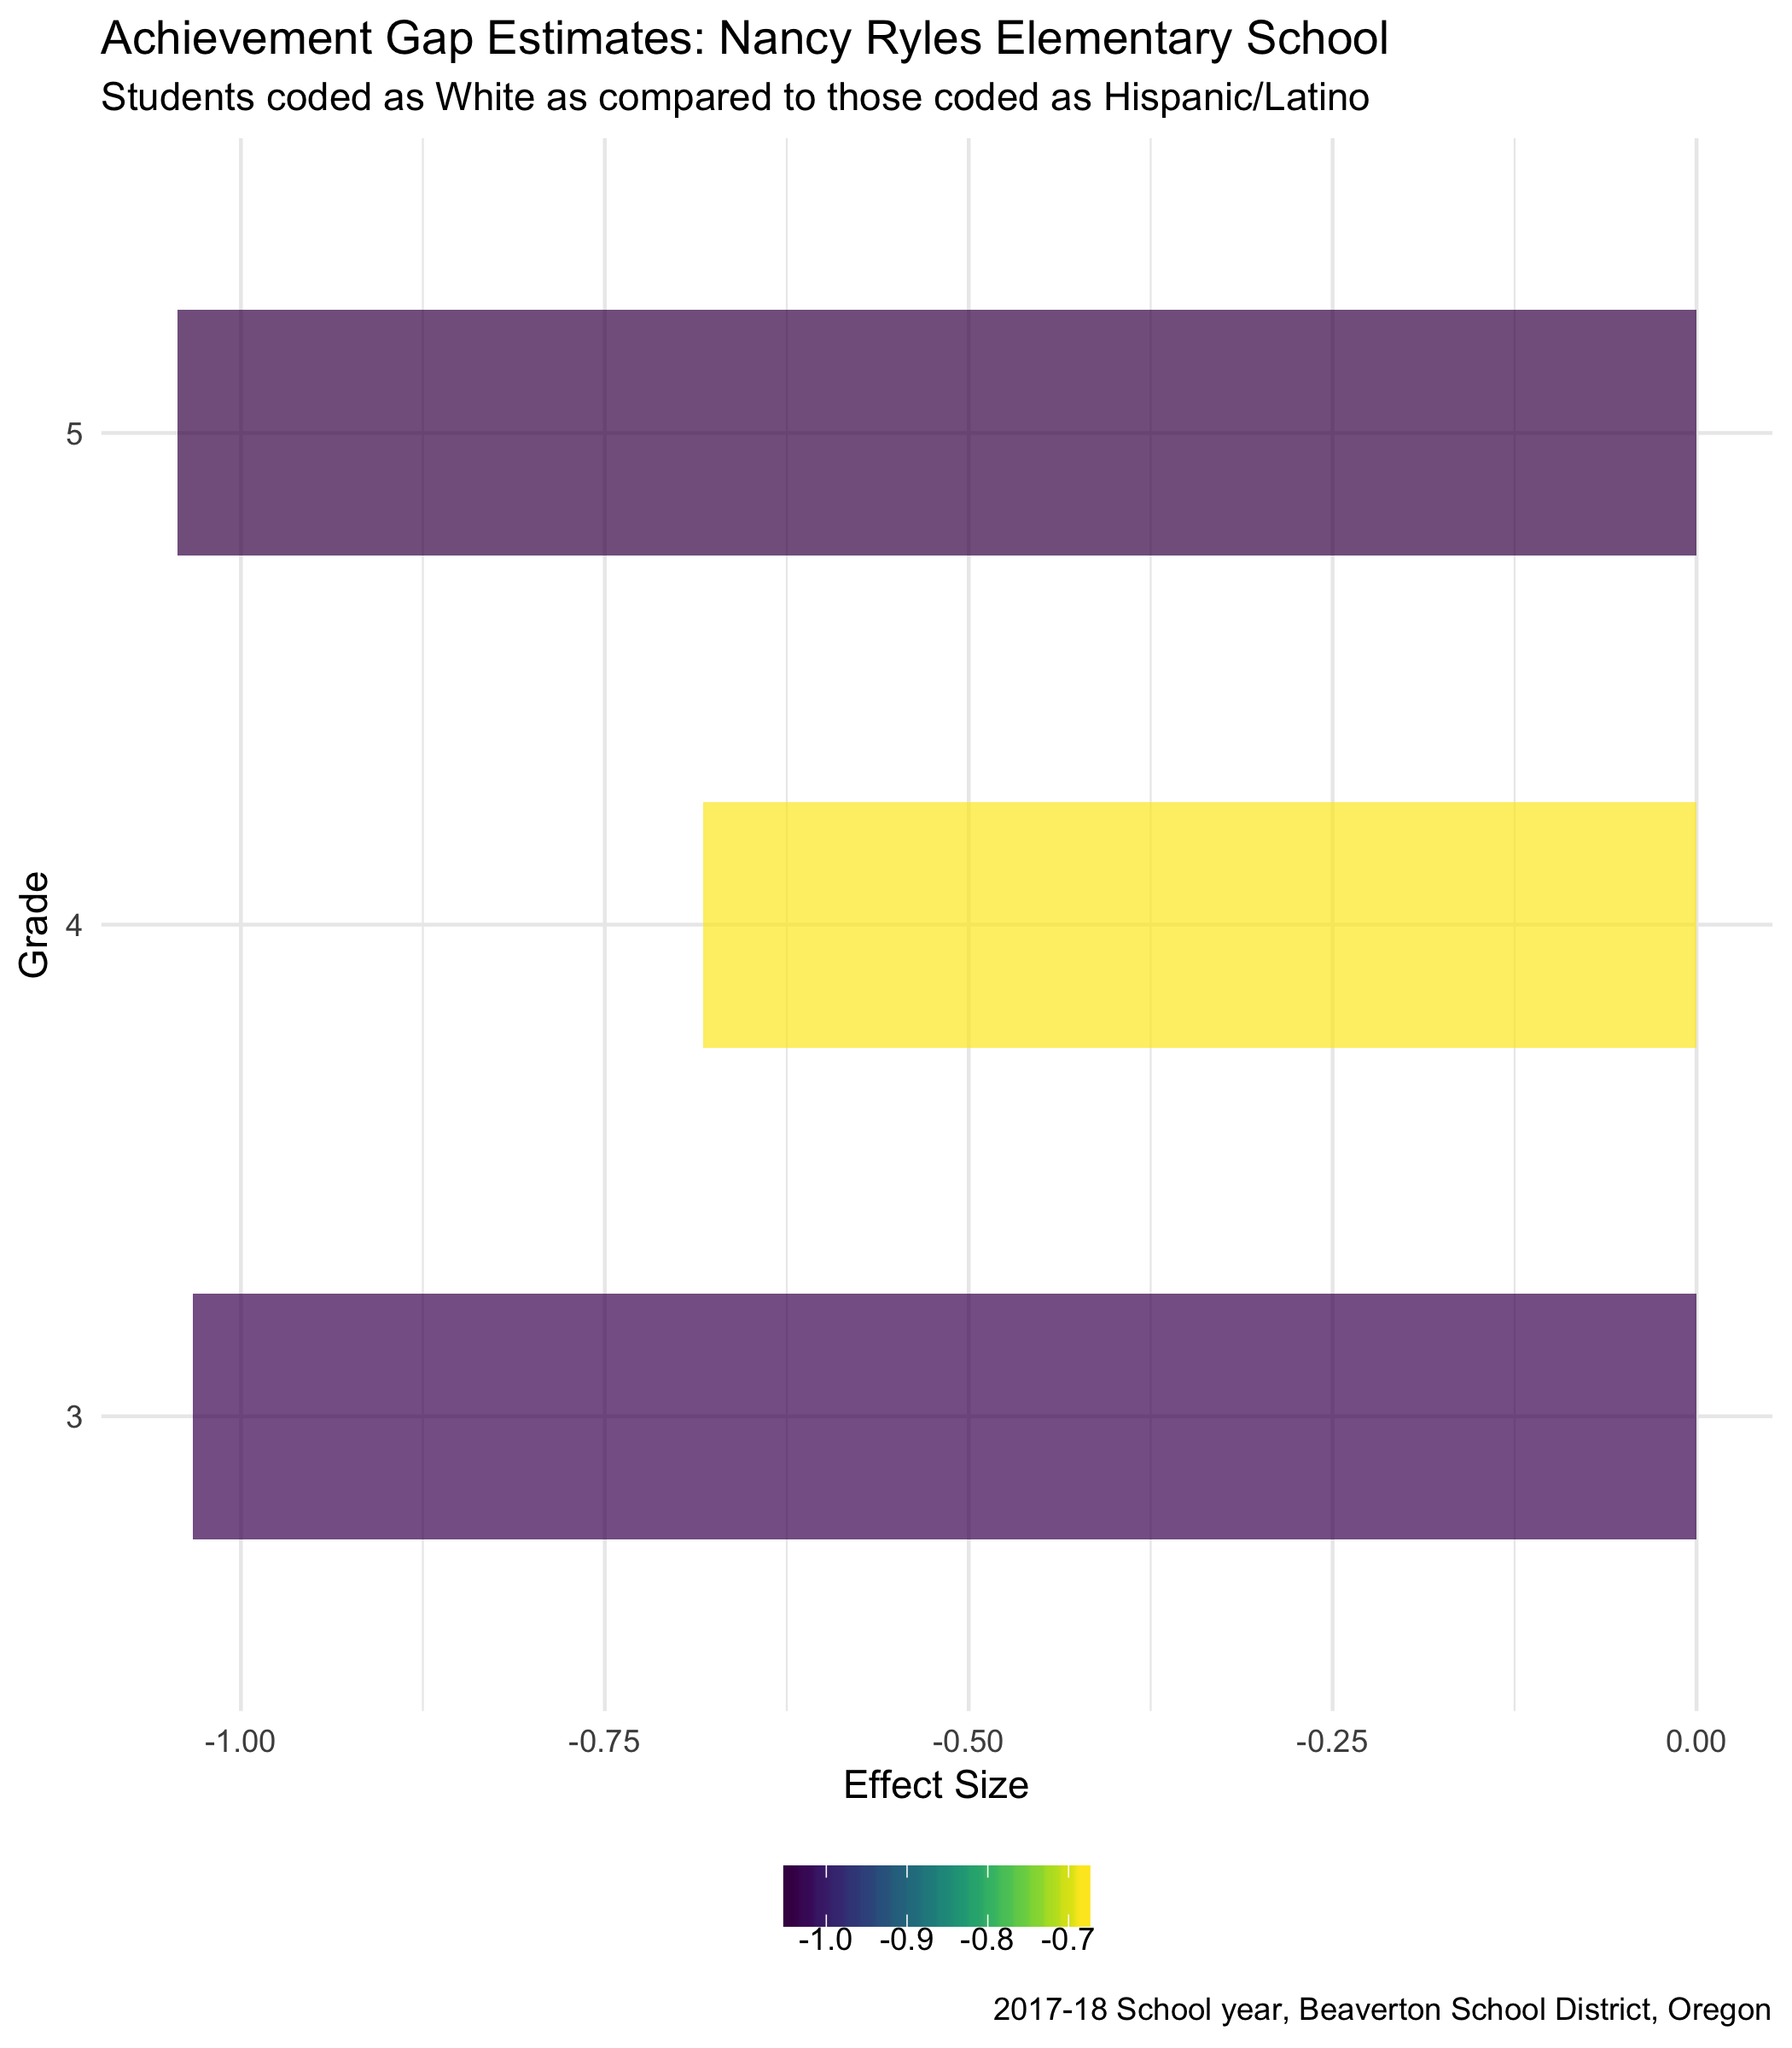 Achievement Gap Estimates: Nancy Ryles Elementary School
Students coded as White as compared to those coded as Hispanic/Latino
5
4
3
Grade
-1.00 -0.75 -0.50 -0.25 0.00
Effect Size
-1.0 -0.9 -0.8 -0.7
2017-18 School year, Beaverton School District, Oregon